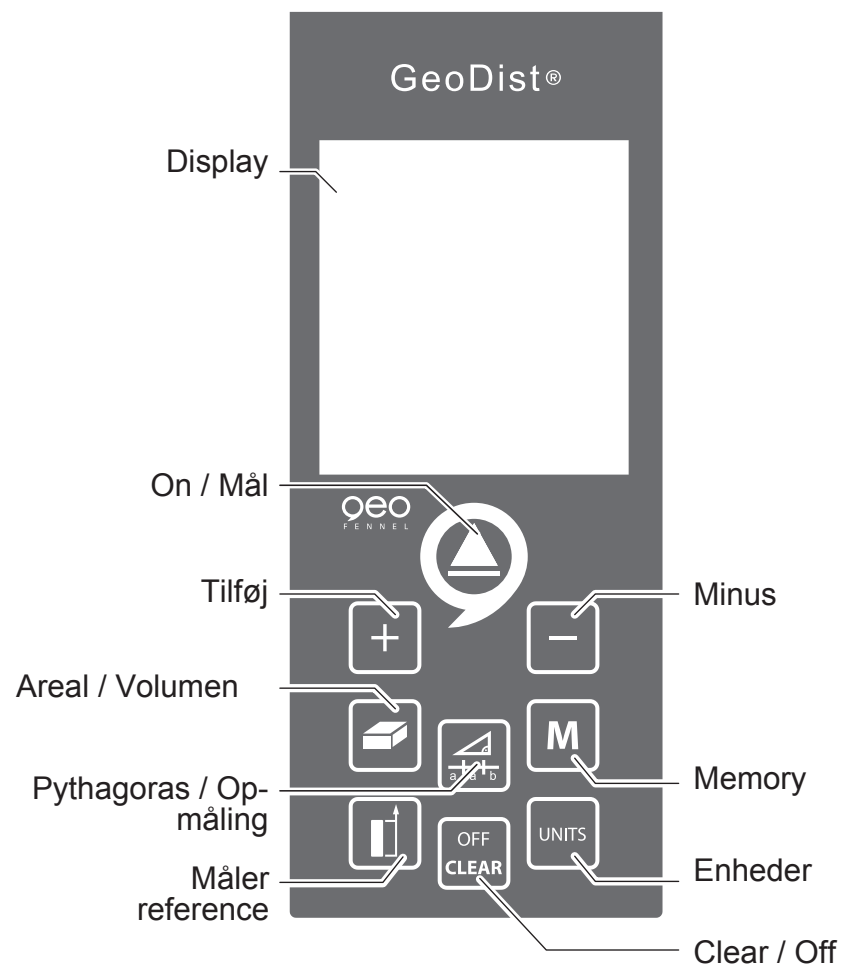 GeoDist®
Display
On / Mål
geo
FENNEL
Tilføj
Minus
Areal / Volumen
M
a a b
Memory
Pythagoras / Op-
måling
OFF
CLEAR
UNITS
Måler
reference
Enheder
Clear / Off